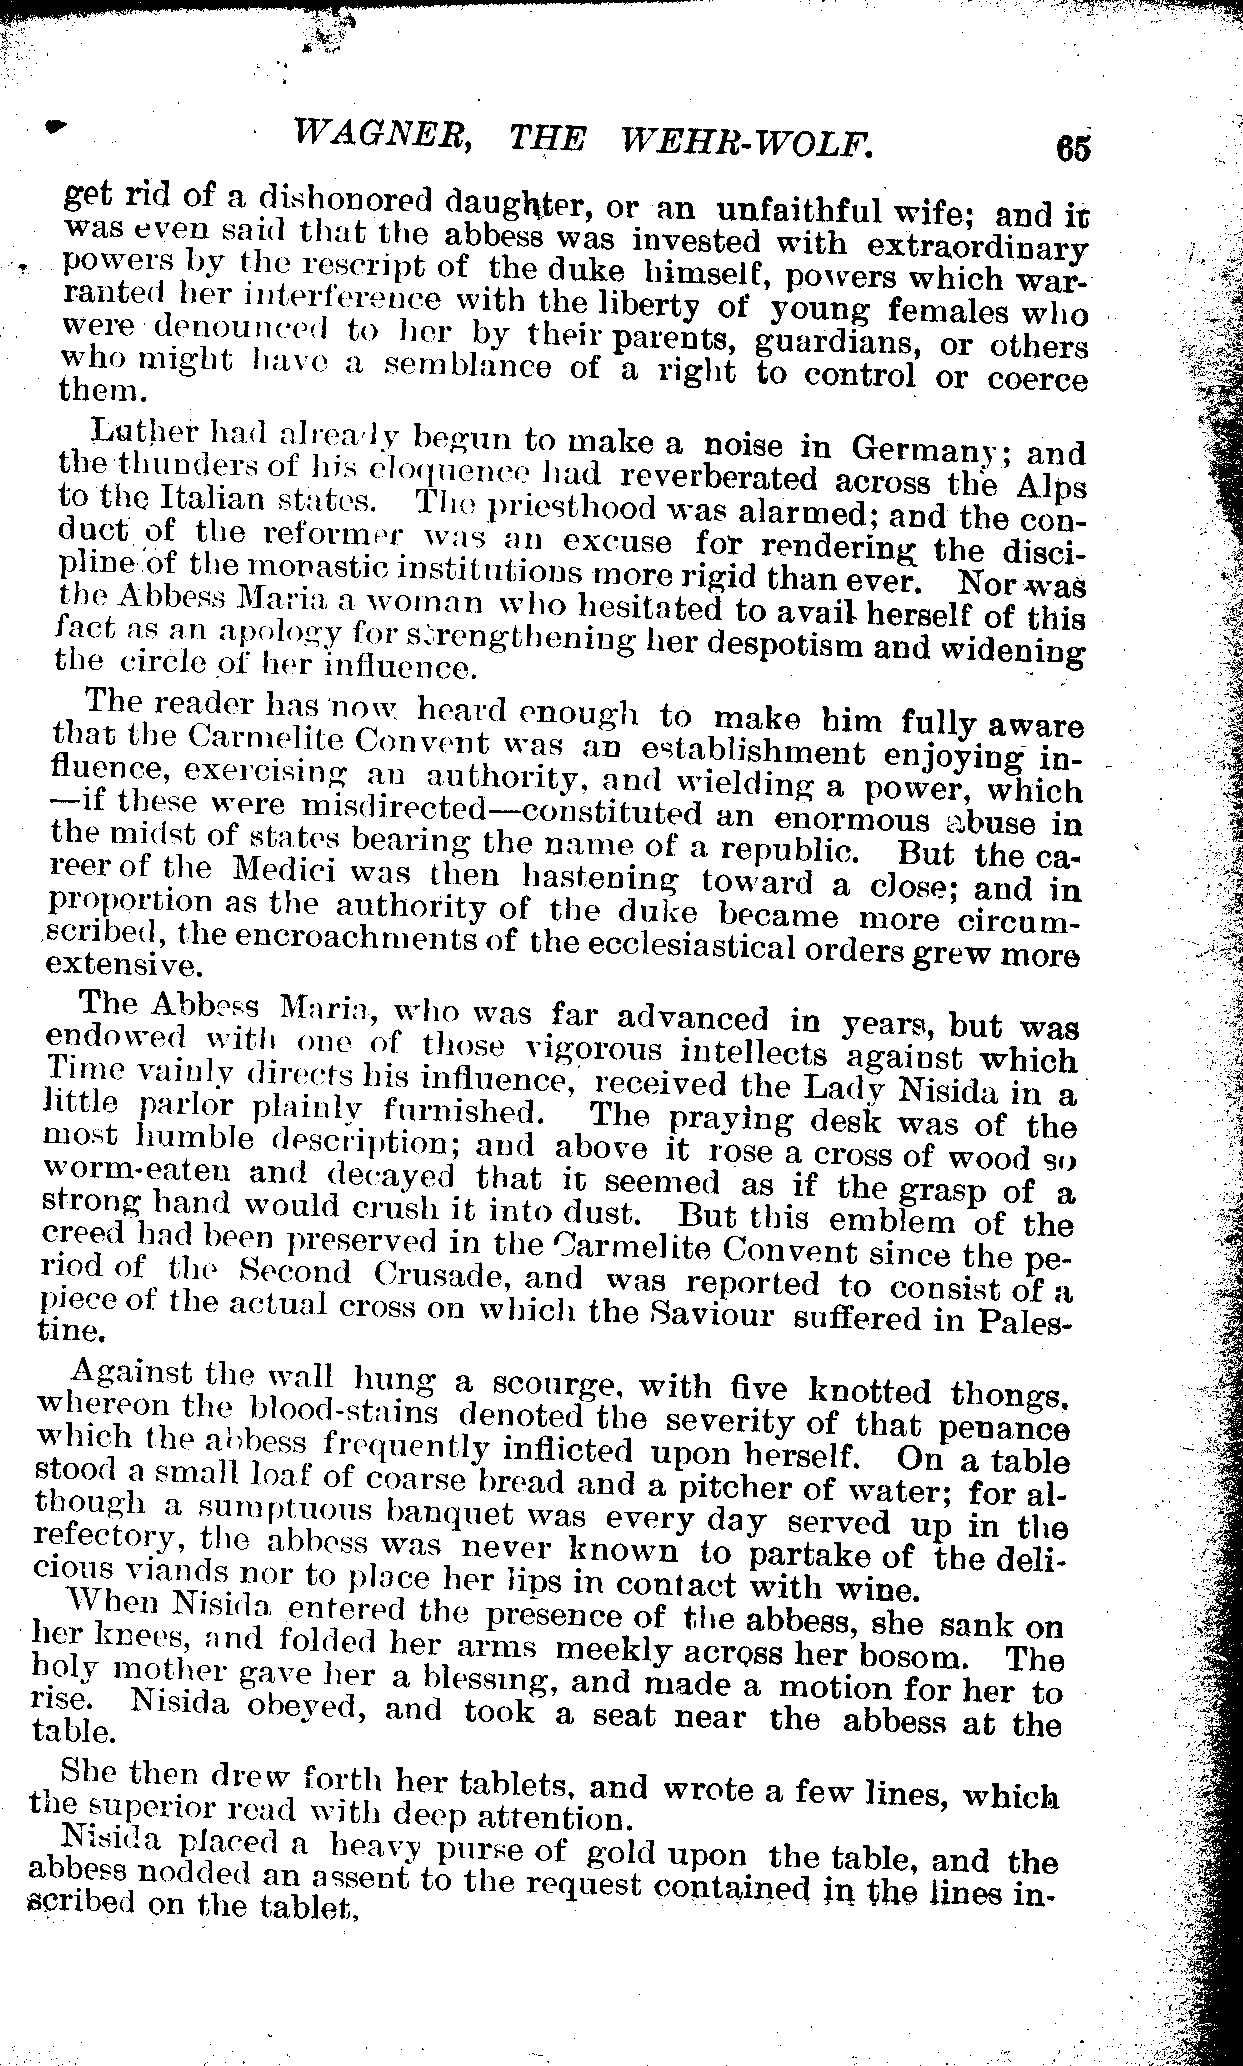 WAGNER, THE WEHR-WOLF. 65
get rid of a dishonored daughter, or an unfaithful wife; and it
was even said that the abbess was invested with extraordinary
powers by the rescript of the duke himself, powers which war-
ranted her interference with the liberty of young females who
were denounced to her by their parents, guardians, or others
who might have a semblance of a right to control or coerce
them.
Luther had already begun to make a noise in Germany; and
the thunders of his eloquence had reverberated across the Alps
to the Italian states. The priesthood was alarmed; and the con-
duct of the reformer was an excuse for rendering the disci-
pline of the monastic institutions more rigid than ever. Nor was
the Abbess Maria a woman who hesitated to avail herself of this
fact as an apology for strengthening her despotism and widening
the circle of her influence.
The reader has now heard enough to make him fully aware
that the Carmelite Convent was an establishment enjoying in-
fluence, exercising an authority, and wielding a power, which
—if these were misdirected—constituted an enormous abuse in
the midst of states bearing the name of a republic. But the ca-
reer of the Medici was then hastening toward a close; and in
proportion as the authority of the duke became more circum-
scribed, the encroachments of the ecclesiastical orders grew more
extensive.
The Abbess Maria, who was far advanced in years, but was
endowed with one of those vigorous intellects against which
Time vainly directs his influence, received the Lady Nisida in a
little parlor plainly furnished. The praying desk was of the
most humble description; and above it rose a cross of wood so
worm-eaten and decayed that it seemed as if the grasp of a
strong hand would crush it into dust. But this emblem of the
creed had been preserved in the Carmelite Convent since the pe-
riod of the Second Crusade, and was reported to consist of a
piece of the actual cross on which the Saviour suffered in Pales-
tine.
Against the wall hung a scourge, with five knotted thongs,
whereon the blood-stains denoted the severity of that penance
which the abbess frequently inflicted upon herself. On a table
stood a small loaf of coarse bread and a pitcher of water; for al-
though a sumptuous banquet was every day served up in the
refectory, the abbess was never known to partake of the deli-
cious viands nor to place her lips in contact with wine.
When Nisida entered the presence of the abbess, she sank on
her knees, and folded her arms meekly across her bosom. The
holy mother gave her a blessing, and made a motion for her to
rise. Nisida obeyed, and took a seat near the abbess at the
table.
She then drew forth her tablets, and wrote a few lines, which
the superior read with deep attention.
Nisida placed a heavy purse of gold upon the table, and the
abbess nodded an assent to the request contained in the lines in-
scribed on the tablet.